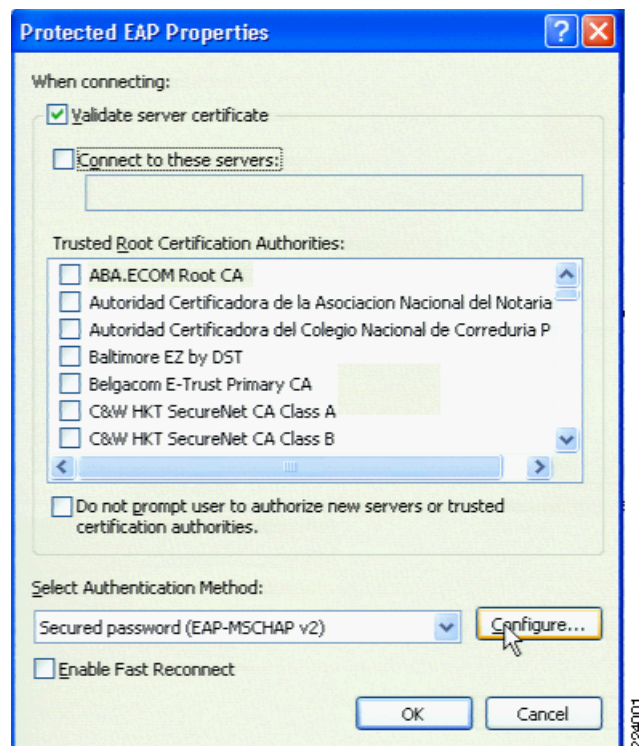 Protected EAP Properties
When connecting:
Validate server certificate
Connect to these servers:
Trusted Root Certification Authorities:
ABA.ECOM Root CA
Autoridad Certificadora de la Asociacion Nacional del Notaria
Autoridad Certificadora del Colegio Nacional de Correduria P
Baltimore EZ by DST
Belgacom E-Trust Primary CA
C&W HKT SecureNet CA Class A
C&W HKT SecureNet CA Class B
Do not prompt user to authorize new servers or trusted
certification authorities.
Select Authentication Method:
Secured password (EAP-MSCHAP v2)
Configure...
Enable Fast Reconnect
OK
Cancel